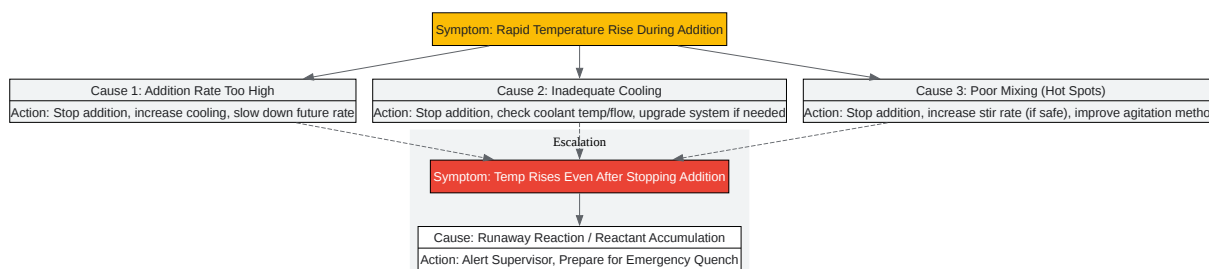 Symptom: Rapid Temperature Rise During Addition
Cause 1: Addition Rate Too High
Action: Stop addition, increase cooling, slow down future rate
Cause 2: Inadequate Cooling
Action: Stop addition, check coolant temp/flow, upgrade system if needed
Cause 3: Poor Mixing (Hot Spots)
Action: Stop addition, increase stir rate (if safe), improve agitation metho
Escalation
Symptom: Temp Rises Even After Stopping Addition
Cause: Runaway Reaction / Reactant Accumulation
Action: Alert Supervisor, Prepare for Emergency Quench